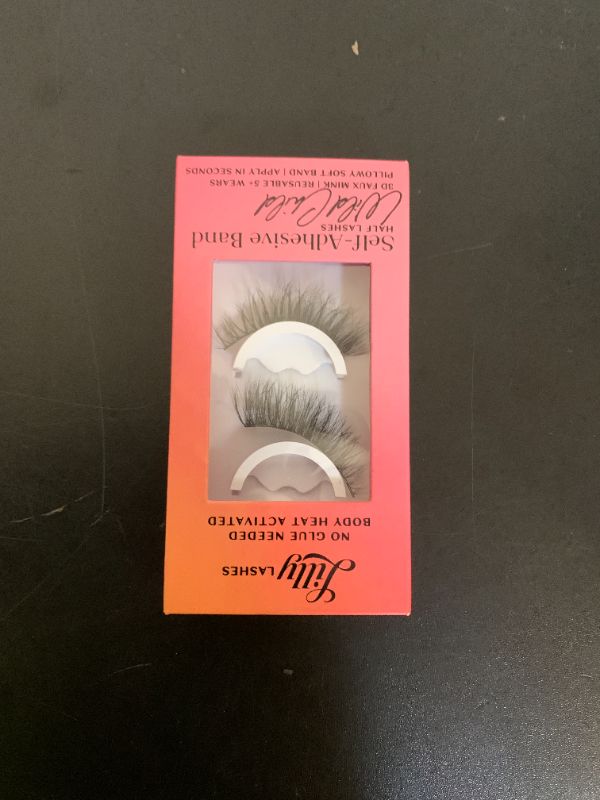 Lilly LASHES
NO GLUE NEEDED
BODY HEAT ACTIVATED
Self-Adhesive Band
HALF LASHES
Wild Child
3D FAUX MINK | REUSABLE 5+ WEARS
PILLOWY SOFT BAND | APPLY IN SECONDS